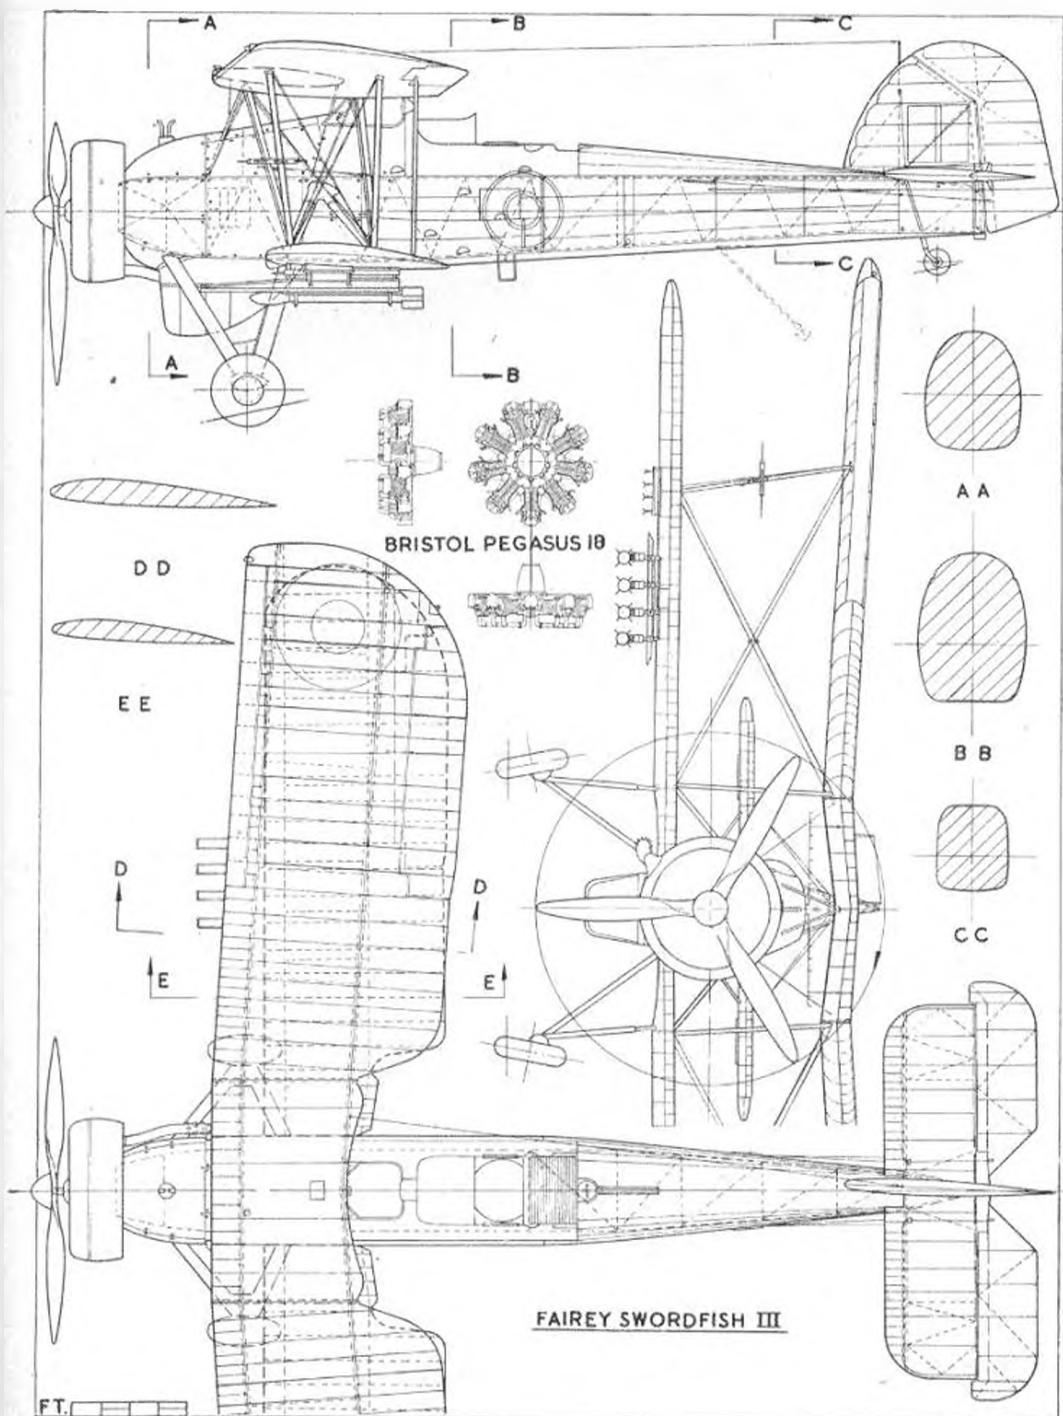 A B C
C
A B
A A
BRISTOL PEGASUS 18
D D
E E
B B
D D
C C
E E
FAIREY SWORDFISH III
FT.